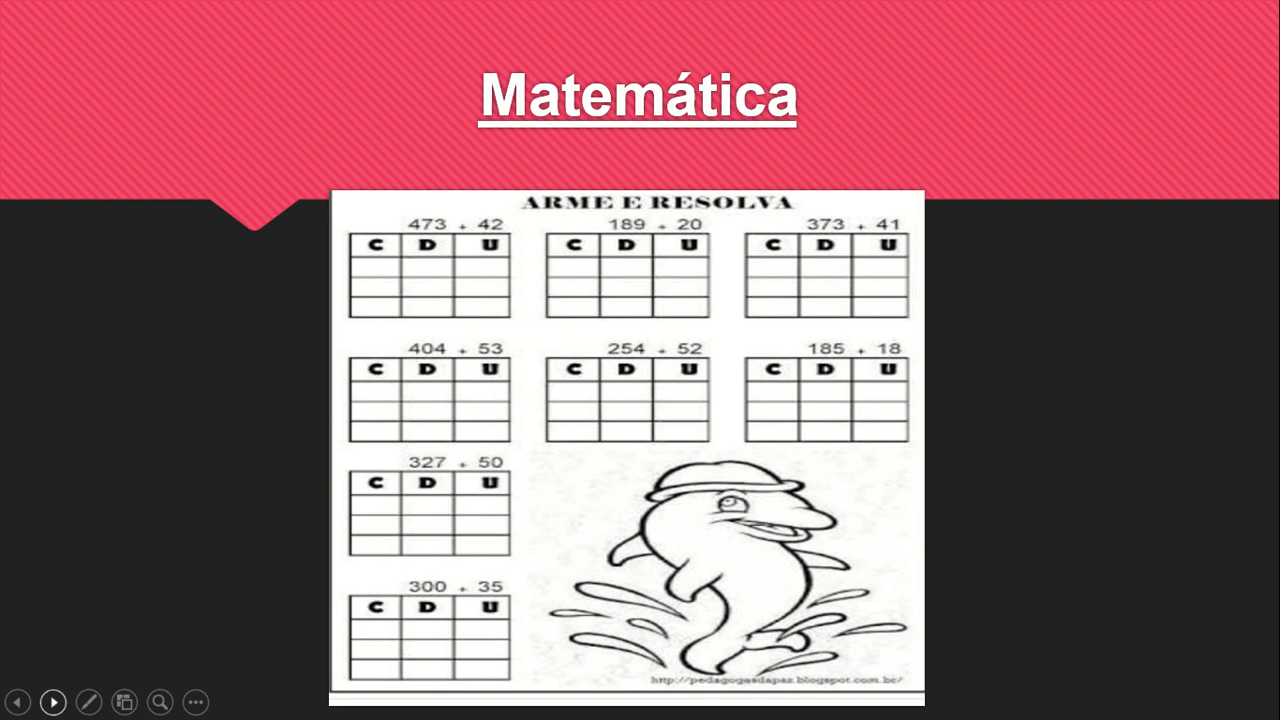 Matemática
ARME E RESOLVA
473 + 42
189 + 20
373 + 41
C D U
C D U
C D U
404 + 53
254 + 52
185 + 18
C D U
C D U
C D U
327 + 50
C D U
300 + 35
C D U
http://pedagogasdapaz.blogspot.com.br/